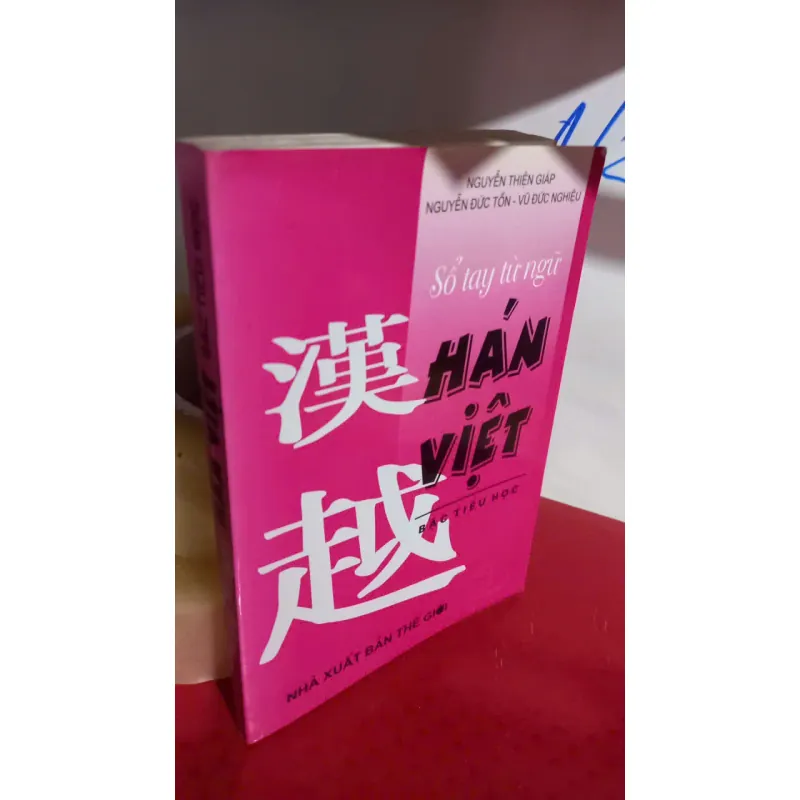 NGUYỄN THIỆN GIÁP
NGUYỄN ĐỨC TỒN - VŨ ĐỨC NGHIỆU
Sổ tay từ ngữ
HÁN
VIỆT
BẬC TIỂU HỌC
漢
越
NHÀ XUẤT BẢN THẾ GIỚI